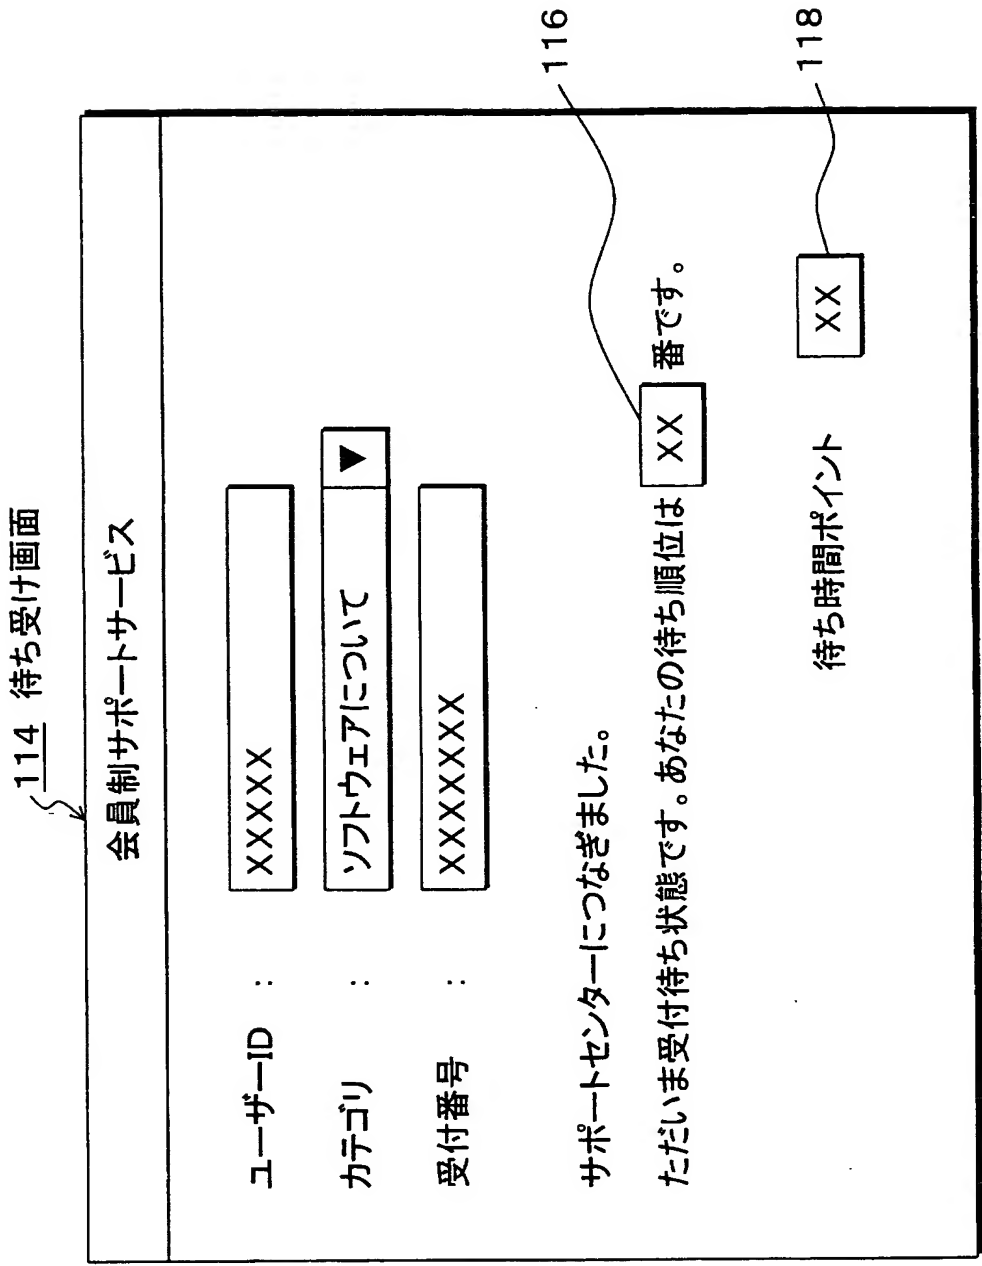 114 待ち受け画面
会員制サポートサービス
ユーザーID : XXXXX
カテゴリ : ソフトウェアについて ▼
受付番号 : XXXXXXX
サポートセンターにつなぎました。
ただいま受付待ち状態です。あなたの待ち順位は XX 番です。
116
待ち時間ポイント XX
118